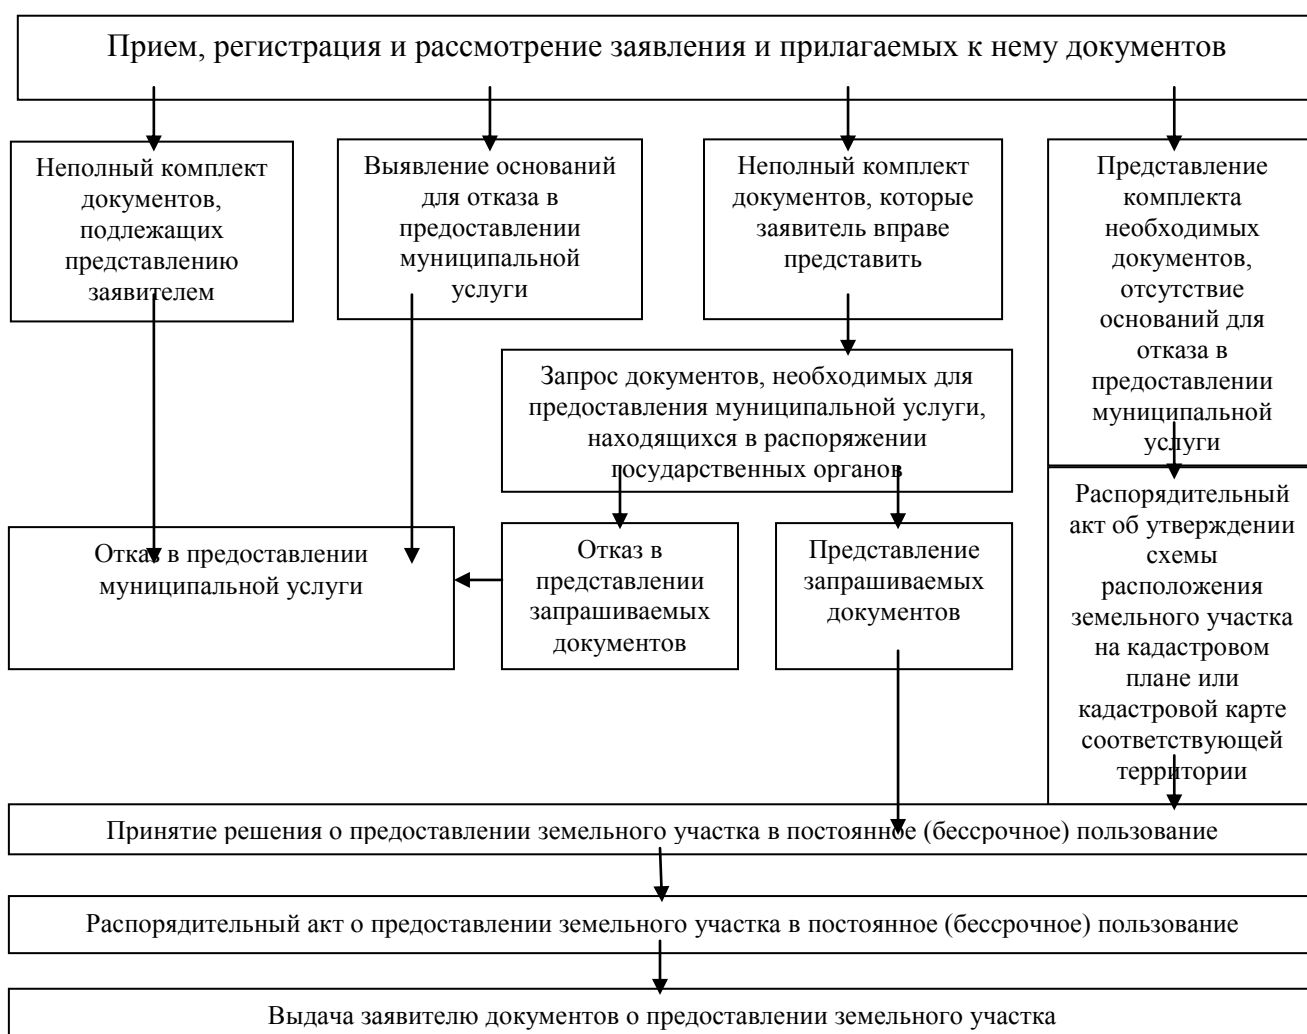 Прием, регистрация и рассмотрение заявления и прилагаемых к нему документов
Неполный комплект
документов,
подлежащих
представлению
заявителем
Выявление оснований
для отказа в
предоставлении
муниципальной
услуги
Неполный комплект
документов, которые
заявитель вправе
представить
Представление
комплекта
необходимых
документов,
отсутствие
оснований для
отказа в
предоставлении
муниципальной
услуги
Запрос документов, необходимых для
предоставления муниципальной услуги,
находящихся в распоряжении
государственных органов
Распорядительный
акт об утверждении
схемы
расположения
земельного участка
на кадастровом
плане или
кадастровой карте
соответствующей
территории
Отказ в предоставлении
муниципальной услуги
Отказ в
представлении
запрашиваемых
документов
Представление
запрашиваемых
документов
Принятие решения о предоставлении земельного участка в постоянное (бессрочное) пользование
Распорядительный акт о предоставлении земельного участка в постоянное (бессрочное) пользование
Выдача заявителю документов о предоставлении земельного участка